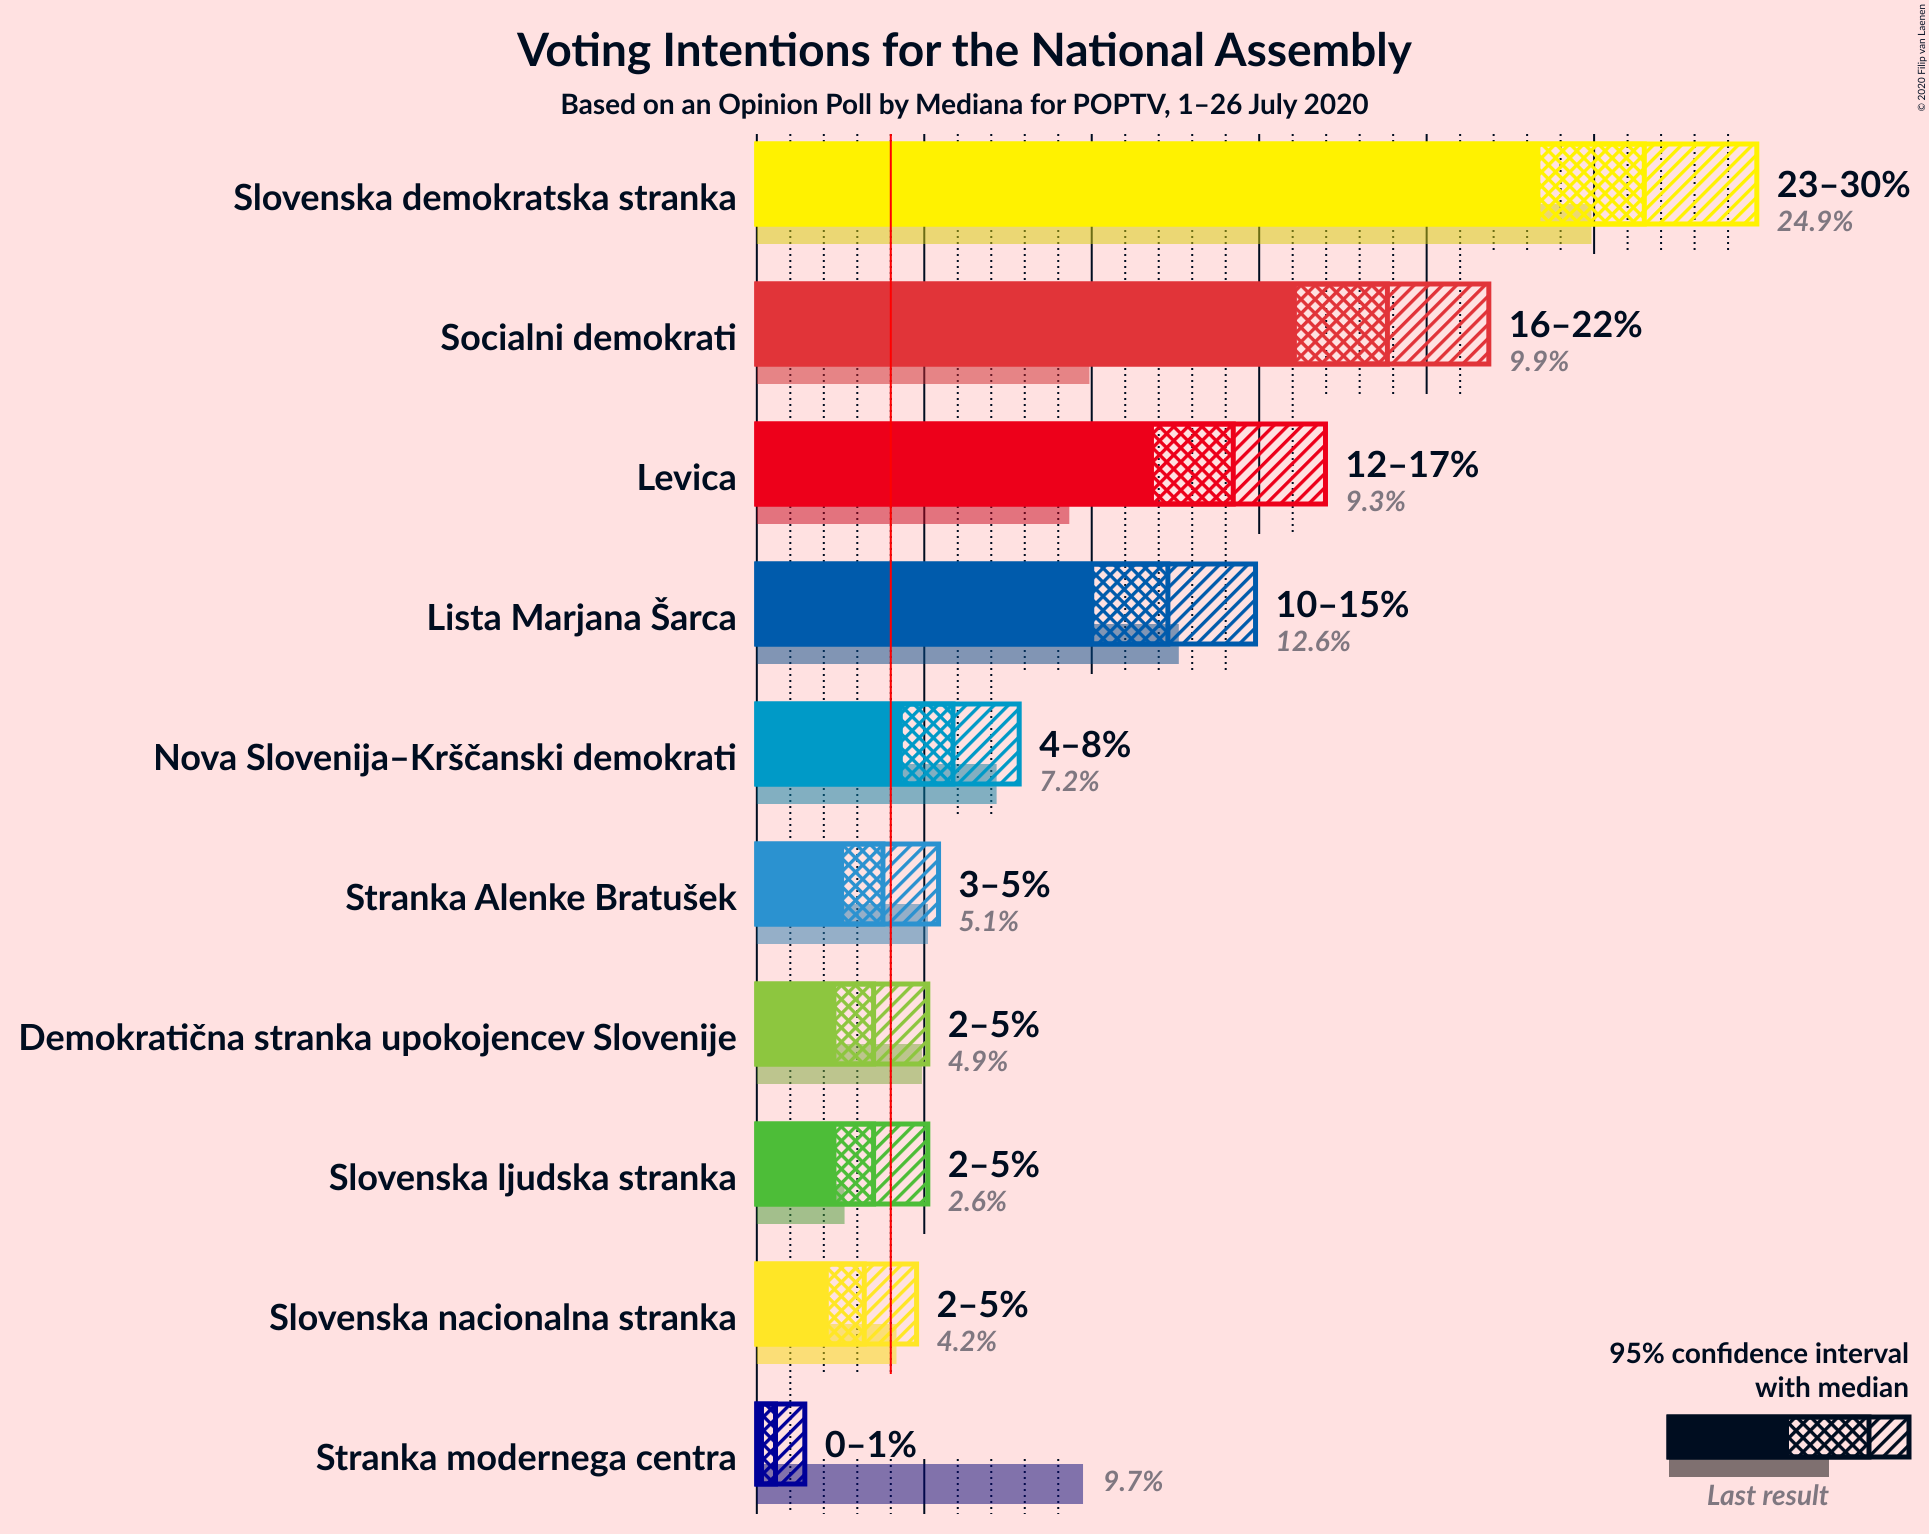 Voting Intentions for the National Assembly
Based on an Opinion Poll by Mediana for POPTV, 1–26 July 2020
© 2020 Filip van Laenen
Slovenska demokratska stranka
23–30%
24.9%
Socialni demokrati
16–22%
9.9%
Levica
12–17%
9.3%
Lista Marjana Šarca
10–15%
12.6%
Nova Slovenija–Krščanski demokrati
4–8%
7.2%
Stranka Alenke Bratušek
3–5%
5.1%
Demokratična stranka upokojencev Slovenije
2–5%
4.9%
Slovenska ljudska stranka
2–5%
2.6%
Slovenska nacionalna stranka
2–5%
4.2%
Stranka modernega centra
0–1%
9.7%
95% confidence interval
with median
Last result